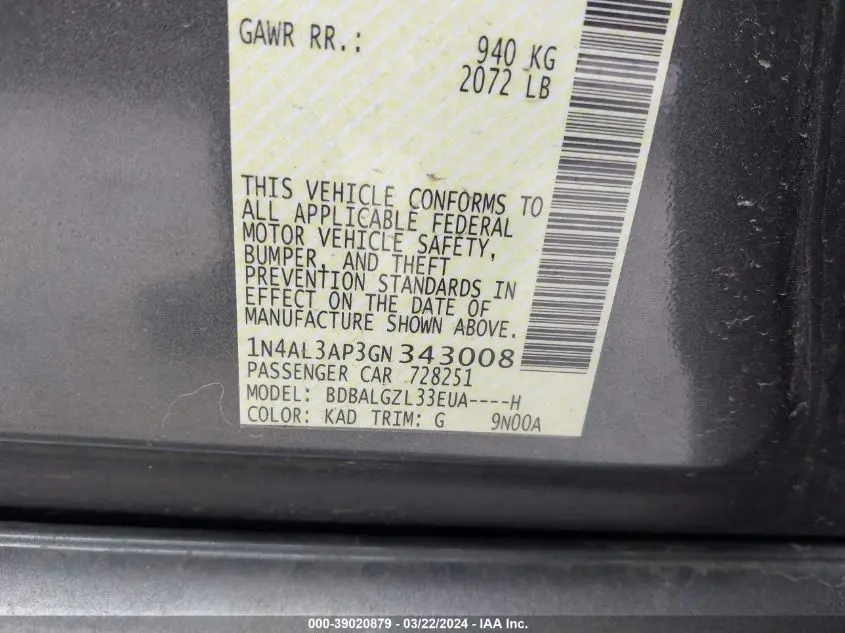 GAWR RR.: 940 KG
2072 LB
THIS VEHICLE CONFORMS TO
ALL APPLICABLE FEDERAL
MOTOR VEHICLE SAFETY,
BUMPER, AND THEFT
PREVENTION STANDARDS IN
EFFECT ON THE DATE OF
MANUFACTURE SHOWN ABOVE.
1N4AL3AP3GN343008
PASSENGER CAR 728251
MODEL: BDBALGZL33EUA----H
COLOR: KAD TRIM: G 9N00A
000-39020879 - 03/22/2024 - IAA Inc.